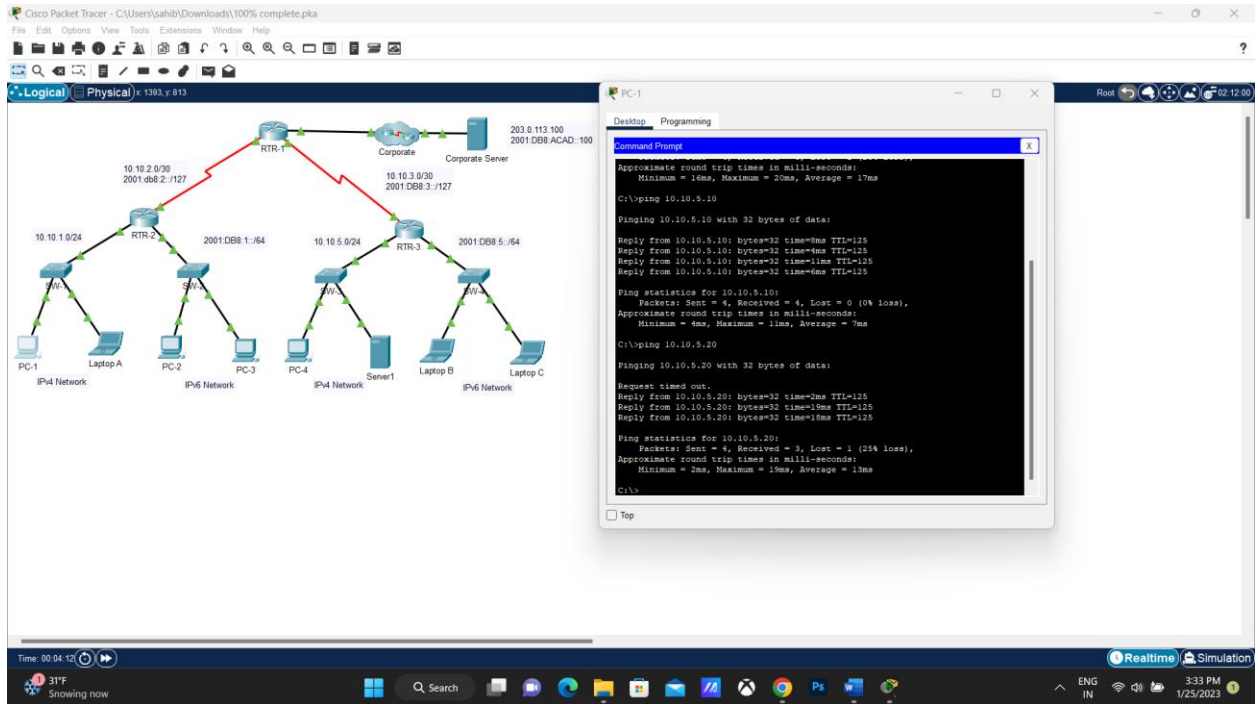 Cisco Packet Tracer - C:\Users\sahib\Downloads\100% complete.pka
File Edit Options View Tools Extensions Window Help
?
Logical Physical x: 1393, y: 813
Root 02:12:00
203.0.113.100
2001:DB8:ACAD::100
RTR-1
Corporate
Corporate Server
10.10.2.0/30
2001:db8:2::/127
10.10.3.0/30
2001:DB8:3::/127
RTR-2
10.10.1.0/24
2001:DB8:1::/64
10.10.5.0/24
RTR-3
2001:DB8:5::/64
SW-1
SW-2
SW-3
SW-4
PC-1
Laptop A
PC-2
PC-3
PC-4
Server1
Laptop B
Laptop C
IPv4 Network
IPv6 Network
IPv4 Network
IPv6 Network
PC-1
Desktop Programming
Command Prompt
X
Approximate round trip times in milli-seconds:
Minimum = 16ms, Maximum = 20ms, Average = 17ms
C:\>ping 10.10.5.10
Pinging 10.10.5.10 with 32 bytes of data:
Reply from 10.10.5.10: bytes=32 time=8ms TTL=125
Reply from 10.10.5.10: bytes=32 time=4ms TTL=125
Reply from 10.10.5.10: bytes=32 time=11ms TTL=125
Reply from 10.10.5.10: bytes=32 time=6ms TTL=125
Ping statistics for 10.10.5.10:
Packets: Sent = 4, Received = 4, Lost = 0 (0% loss),
Approximate round trip times in milli-seconds:
Minimum = 4ms, Maximum = 11ms, Average = 7ms
C:\>ping 10.10.5.20
Pinging 10.10.5.20 with 32 bytes of data:
Request timed out.
Reply from 10.10.5.20: bytes=32 time=2ms TTL=125
Reply from 10.10.5.20: bytes=32 time=19ms TTL=125
Reply from 10.10.5.20: bytes=32 time=18ms TTL=125
Ping statistics for 10.10.5.20:
Packets: Sent = 4, Received = 3, Lost = 1 (25% loss),
Approximate round trip times in milli-seconds:
Minimum = 2ms, Maximum = 19ms, Average = 13ms
C:\>
Top
Time: 00:04:12
Realtime Simulation
1
31°F
Snowing now
Search
Ps
ENG
IN
3:33 PM
1/25/2023
1